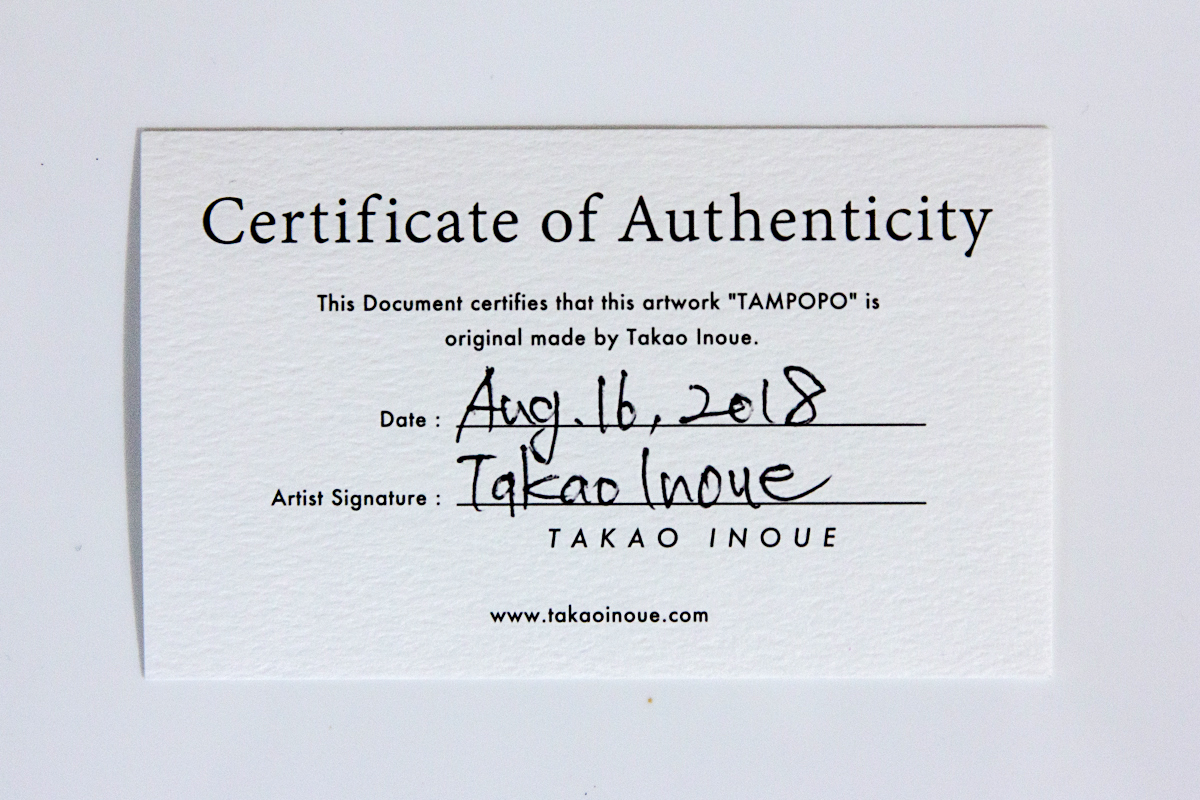 Certificate of Authenticity
This Document certifies that this artwork "TAMPOPO" is
original made by Takao Inoue.
Date : Aug. 16, 2018
Artist Signature : Takao Inoue
TAKAO INOUE
www.takaoinoue.com